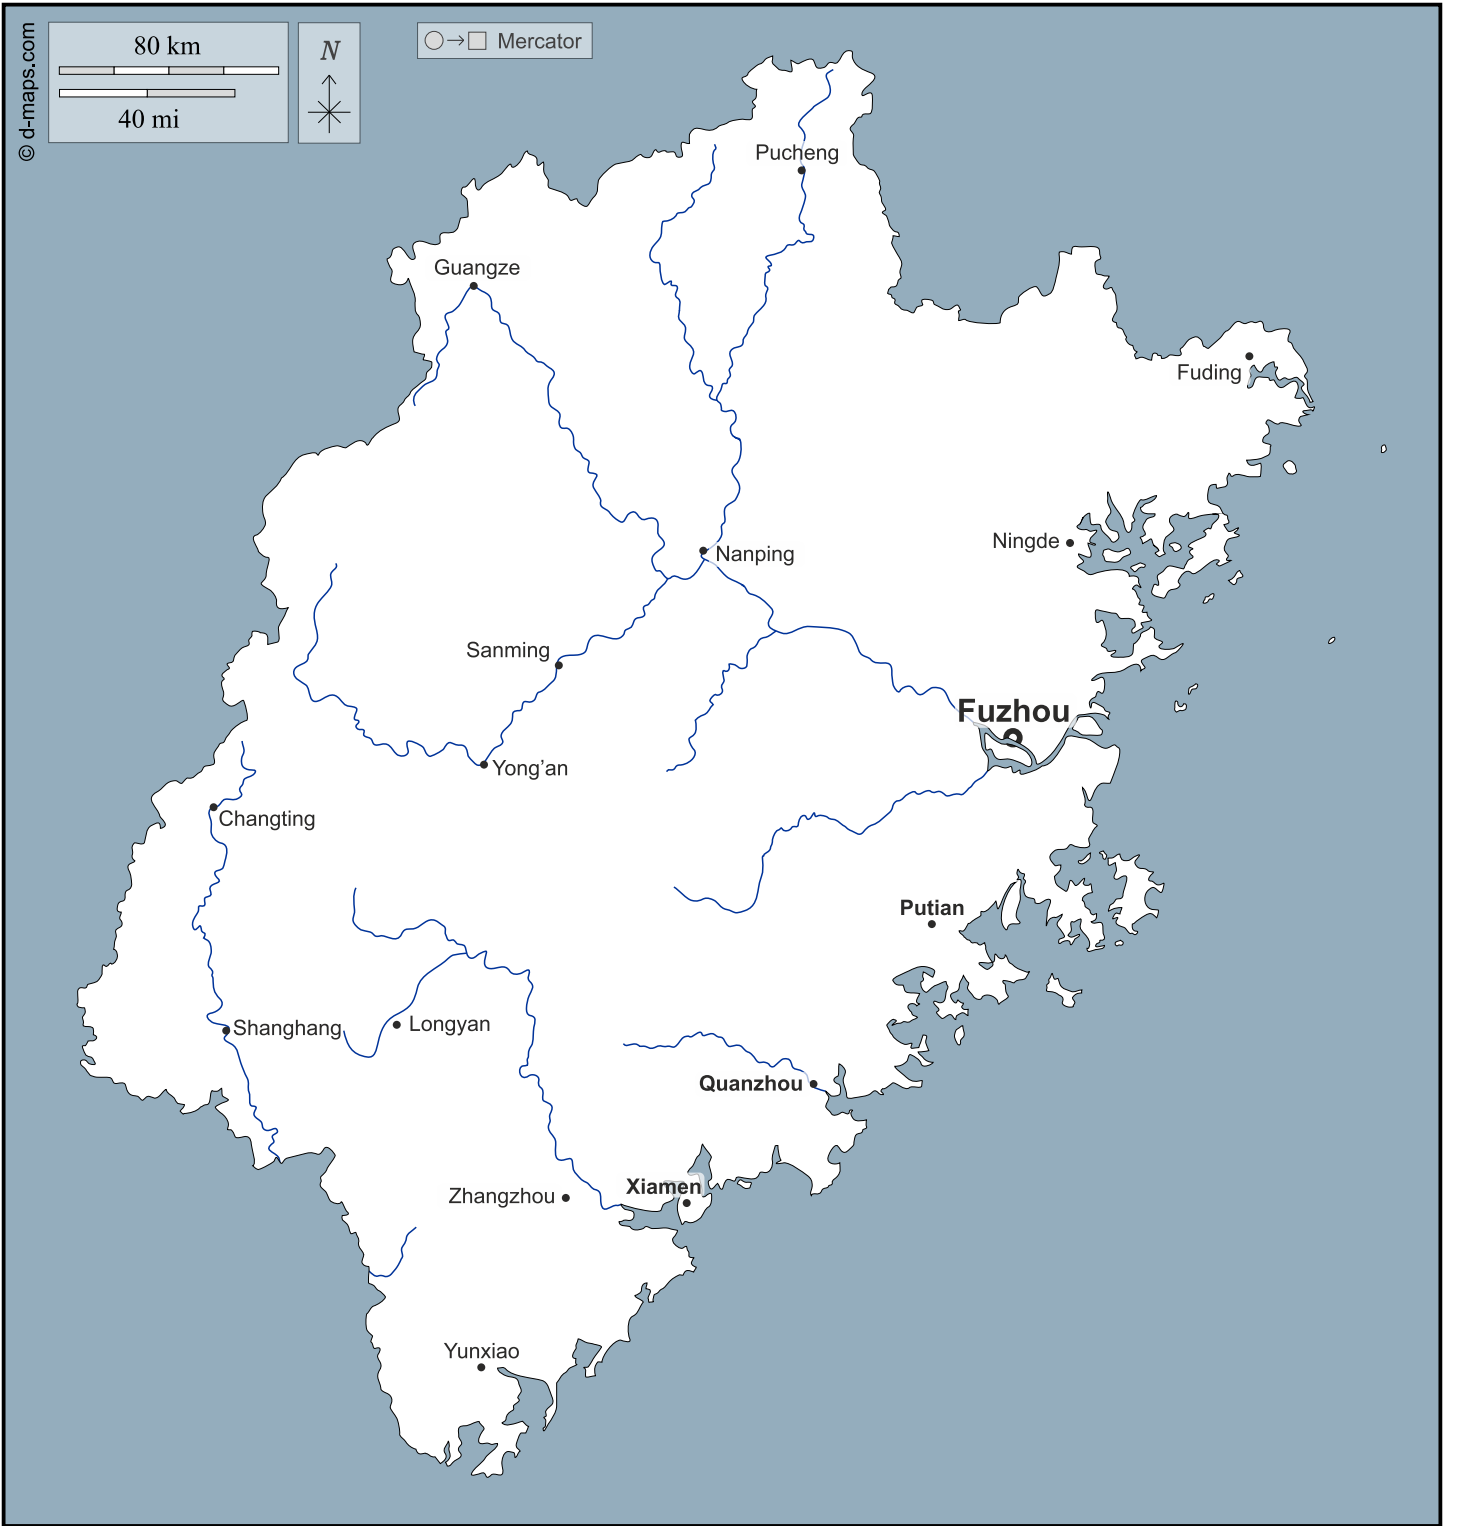 © d-maps.com
80 km
40 mi
N
Mercator
Pucheng
Guangze
Fuding
Ningde
Nanping
Sanming
Fuzhou
Yong’an
Changting
Putian
Longyan
Shanghang
Quanzhou
Xiamen
Zhangzhou
Yunxiao